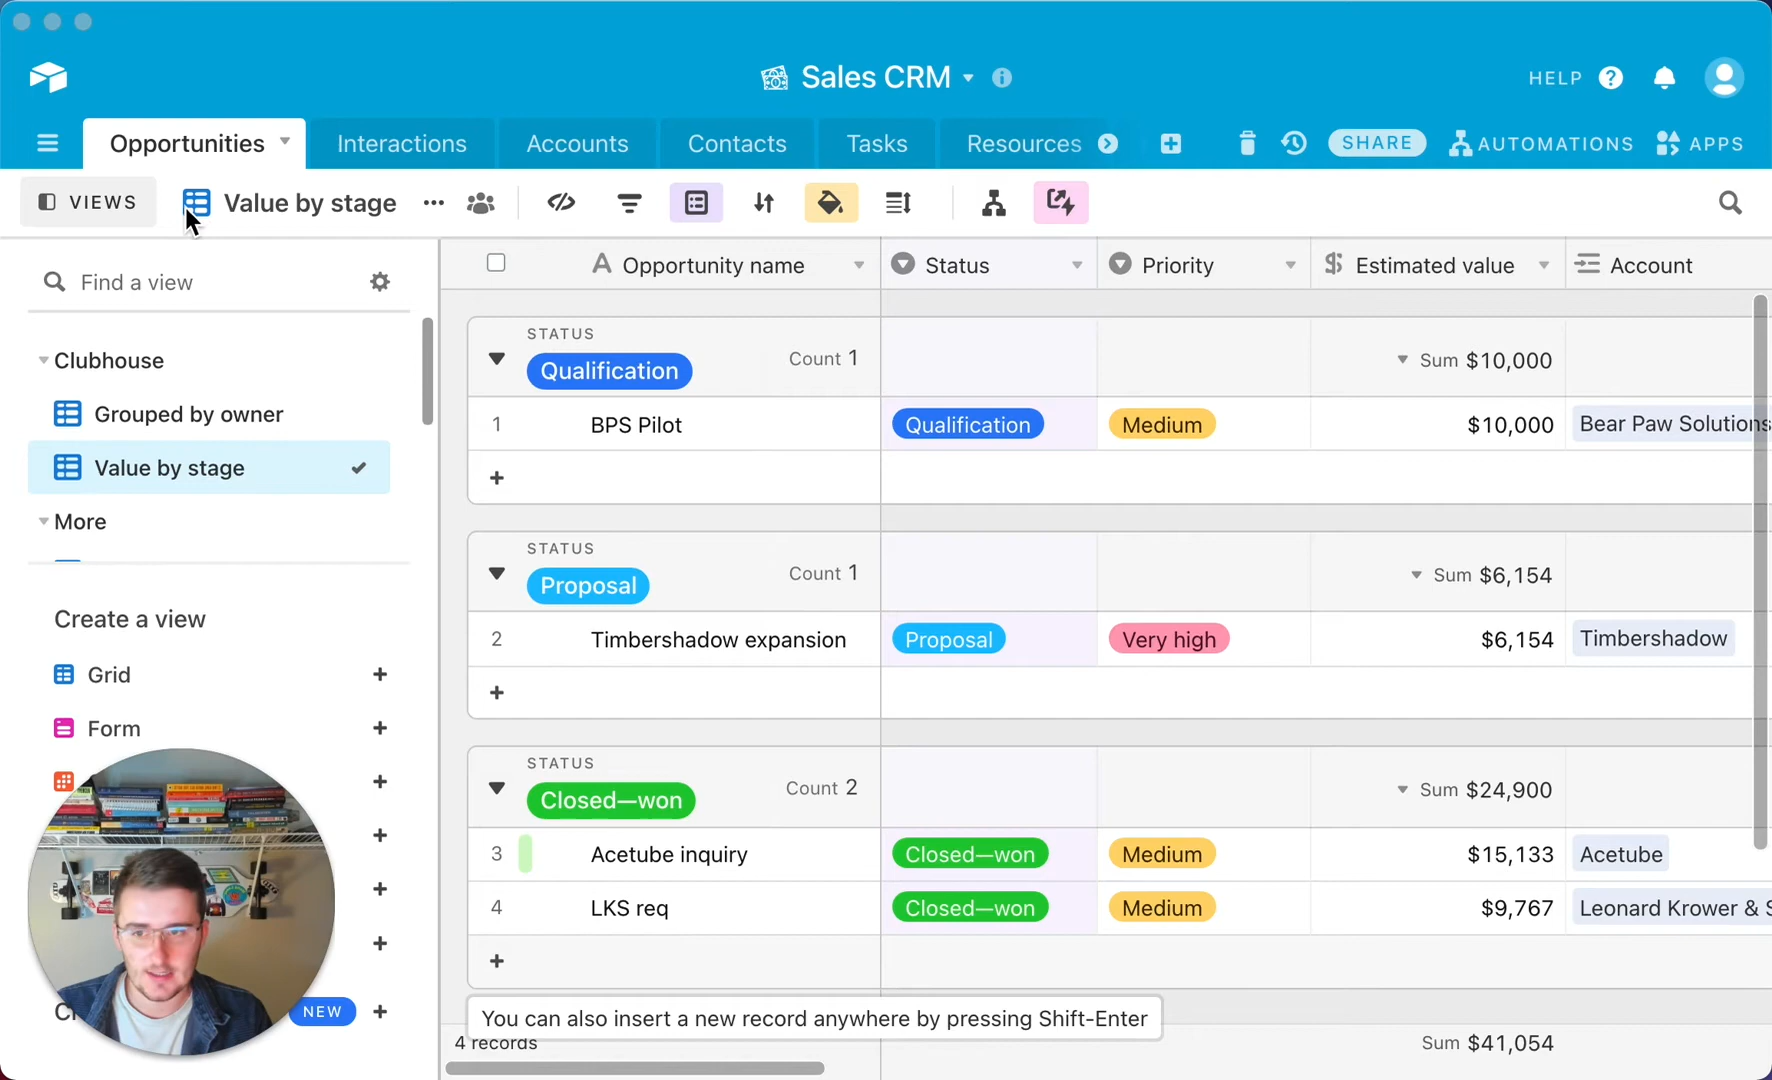 Sales CRM
HELP
Opportunities
Interactions
Accounts
Contacts
Tasks
Resources
SHARE
AUTOMATIONS
APPS
VIEWS
Value by stage
Find a view
Clubhouse
Grouped by owner
Value by stage
More
Create a view
Grid
Form
NEW
Opportunity name
Status
Priority
Estimated value
Account
STATUS
Qualification
Count 1
Sum $10,000
1 BPS Pilot Qualification Medium $10,000 Bear Paw Solutions
STATUS
Proposal
Count 1
Sum $6,154
2 Timbershadow expansion Proposal Very high $6,154 Timbershadow
STATUS
Closed—won
Count 2
Sum $24,900
3 Acetube inquiry Closed—won Medium $15,133 Acetube
4 LKS req Closed—won Medium $9,767 Leonard Krower & S
You can also insert a new record anywhere by pressing Shift-Enter
4 records
Sum $41,054